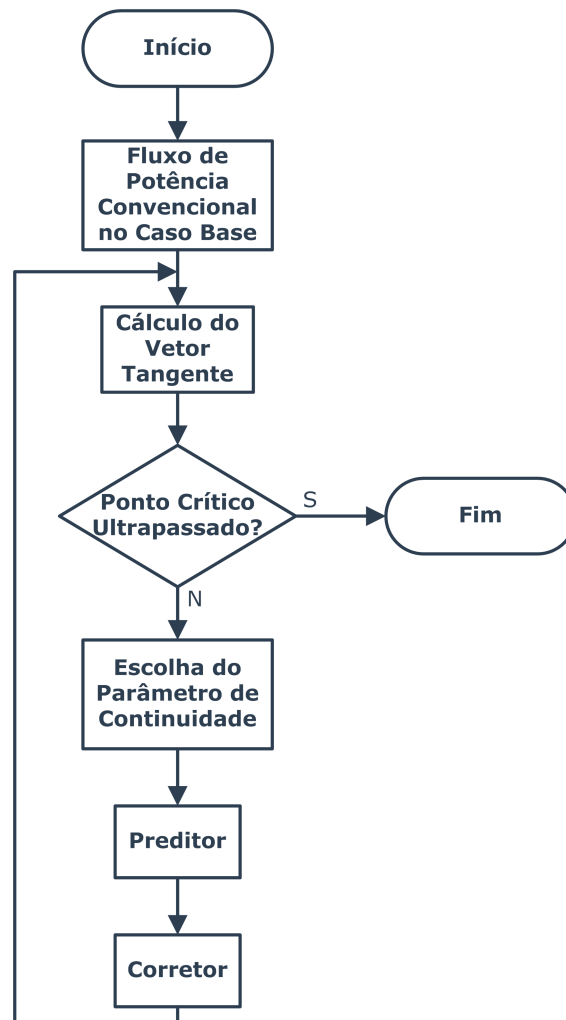 Início
Fluxo de
Potência
Convencional
no Caso Base
Cálculo do
Vetor
Tangente
Ponto Crítico
Ultrapassado?
S
Fim
N
Escolha do
Parâmetro de
Continuidade
Preditor
Corretor